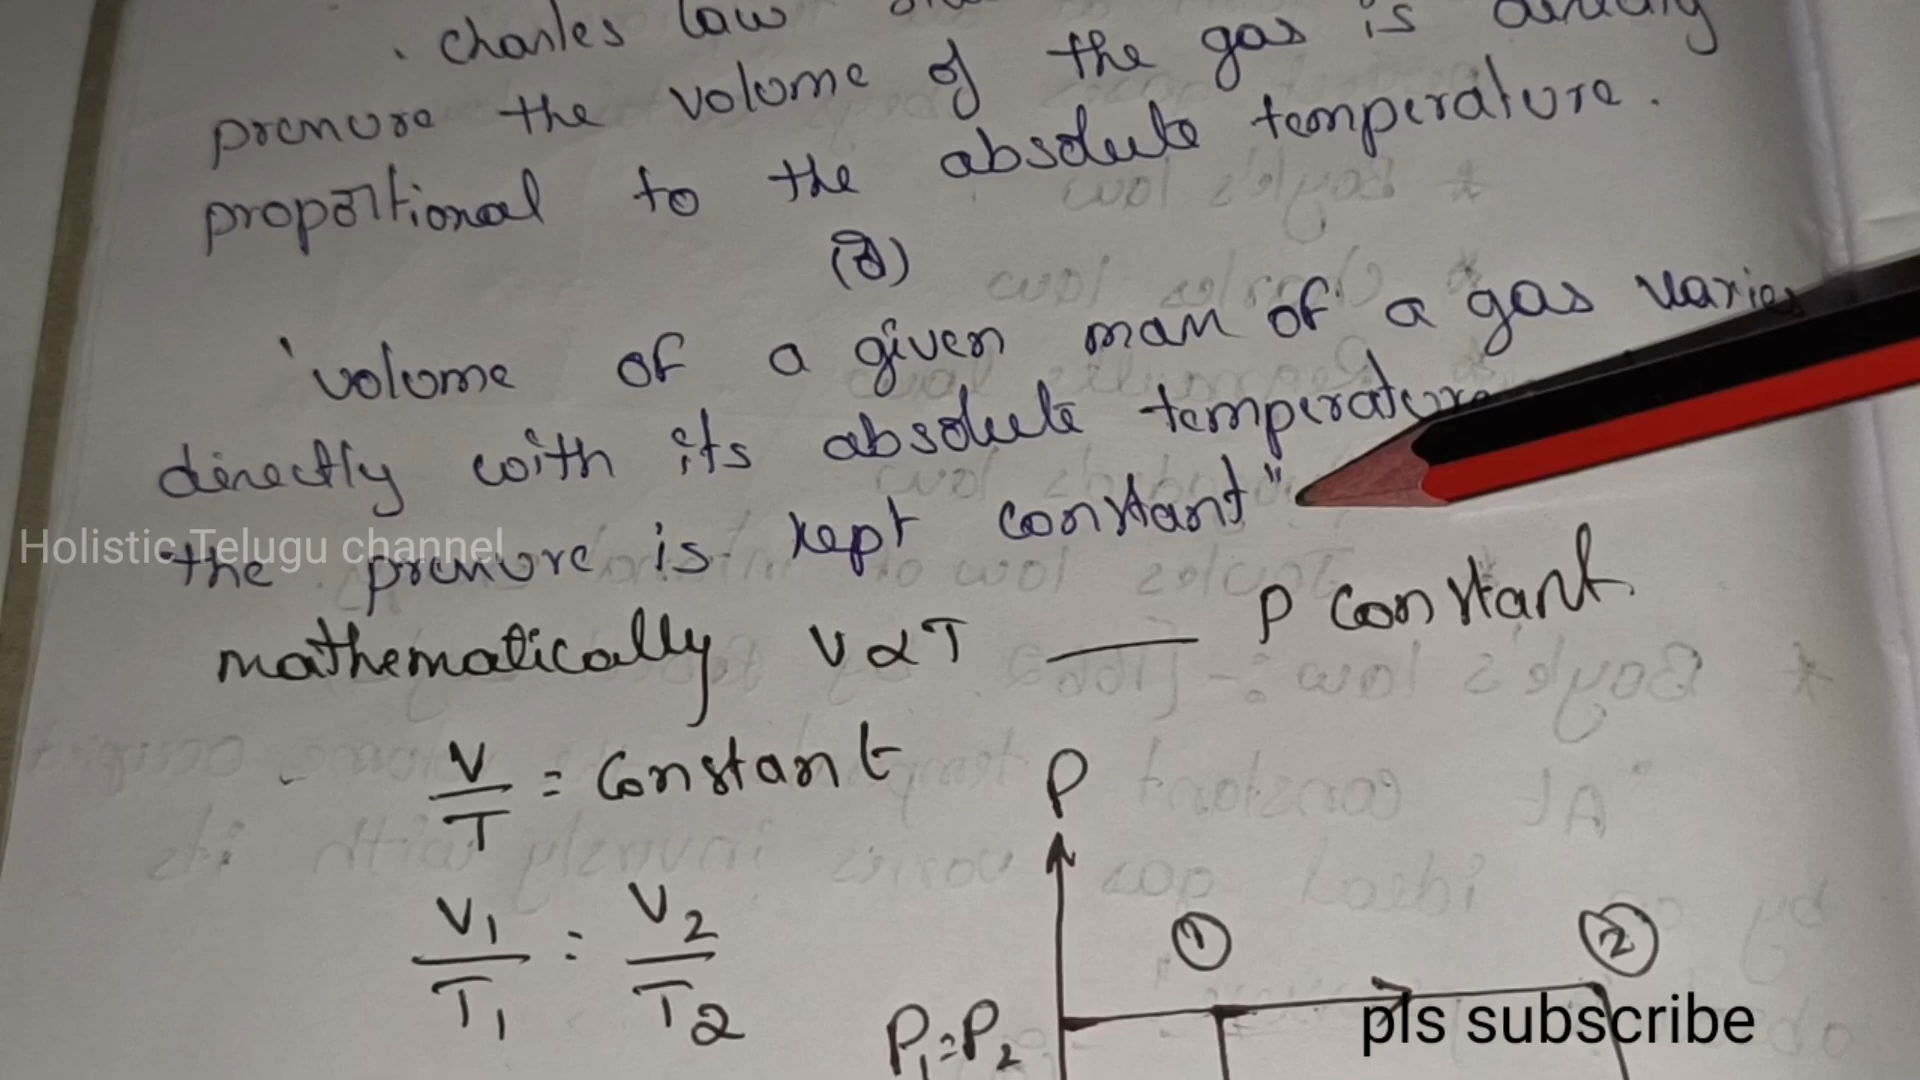 Charles law
pressure the volume of the gas is directly
proportional to the absolute temperature.
(or)
'volume of a given mass of a gas varies
directly with its absolute temperature
the pressure is kept constant"
Holistic Telugu channel
mathematically V∝T — P constant.
V/T = Constant
V1/T1 = V2/T2
P
① ②
P1=P2
pls subscribe